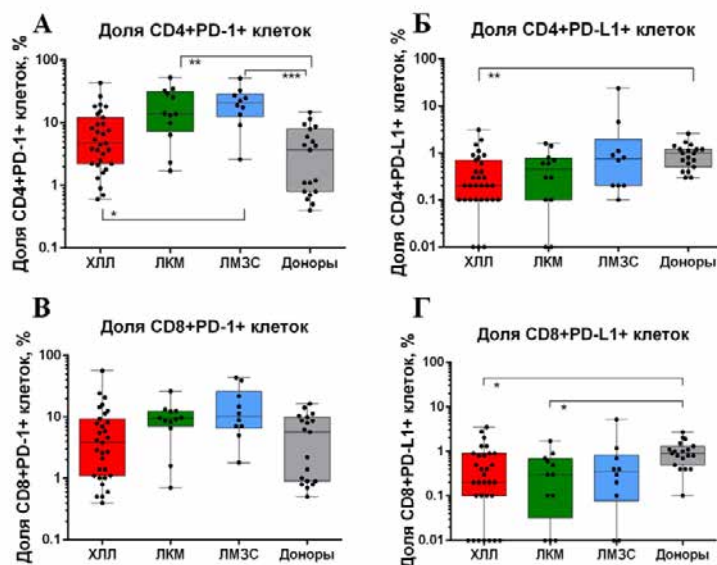 А
Доля CD4+PD-1+ клеток
Доля CD4+PD-1+ клеток, %
100
10
1
0.1
**
***
*
ХЛЛ ЛКМ ЛМЗС Доноры
Б
Доля CD4+PD-L1+ клеток
Доля CD4+PD-L1+ клеток, %
100
10
1
0.1
0.01
**
ХЛЛ ЛКМ ЛМЗС Доноры
В
Доля CD8+PD-1+ клеток
Доля CD8+PD-1+ клеток, %
100
10
1
0.1
ХЛЛ ЛКМ ЛМЗС Доноры
Г
Доля CD8+PD-L1+ клеток
Доля CD8+PD-L1+ клеток, %
100
10
1
0.1
0.01
*
*
ХЛЛ ЛКМ ЛМЗС Доноры